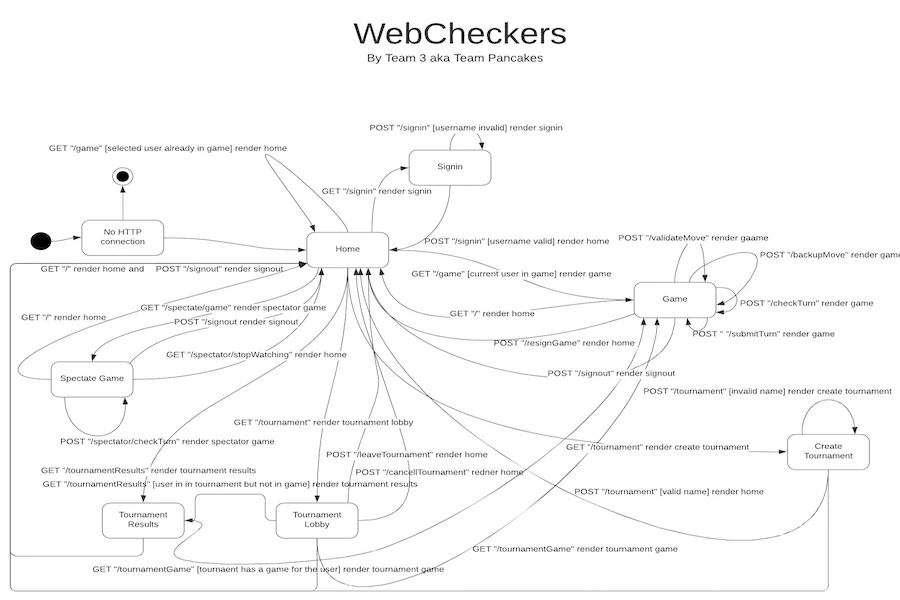 WebCheckers
By Team 3 aka Team Pancakes
POST "/signin" [username invalid] render signin
GET "/game" [selected user already in game] render home
Signin
GET "/signin" render signin
No HTTP
connection
Home
POST "/signin" [username valid] render home
POST "/validateMove" render gaame
POST "/backupMove" render game
GET "/" render home and
POST "/signout" render signout
GET "/game" [current user in game] render game
Game
GET "/spectate/game" render spectator game
POST "/checkTurn" render game
GET "/" render home
POST "/signout render signout
GET "/" render home
POST " "/submitTurn" render game
POST "/resignGame" render home
GET "/spectator/stopWatching" render home
Spectate Game
POST "/signout" render signout
POST "/tournament" [invalid name] render create tournament
GET "/tournament" render tournament lobby
POST "/spectator/checkTurn" render spectator game
GET "/tournament" render create tournament
Create
Tournament
POST "/leaveTournament" render home
GET "/tournamentResults" render tournament results
POST "/cancelTournament" redner home
GET "/tournamentResults" [user in in tournament but not in game] render tournament results
POST "/tournament" [valid name] render home
Tournament
Results
Tournament
Lobby
GET "/tournamentGame" render tournament game
GET "/tournamentGame" [tournaent has a game for the user] render tournament game